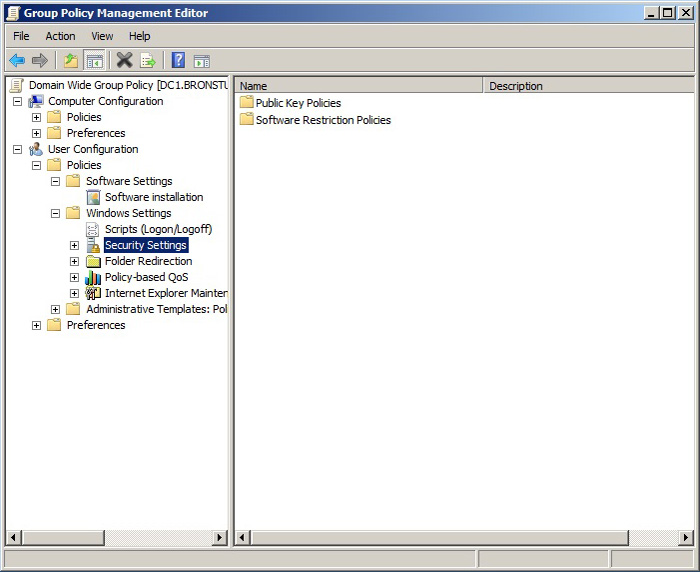 Group Policy Management Editor
File Action View Help
Domain Wide Group Policy [DC1.BRONSTU
Computer Configuration
Policies
Preferences
User Configuration
Policies
Software Settings
Software installation
Windows Settings
Scripts (Logon/Logoff)
Security Settings
Folder Redirection
Policy-based QoS
Internet Explorer Mainten
Administrative Templates: Pol
Preferences
Name Description
Public Key Policies
Software Restriction Policies